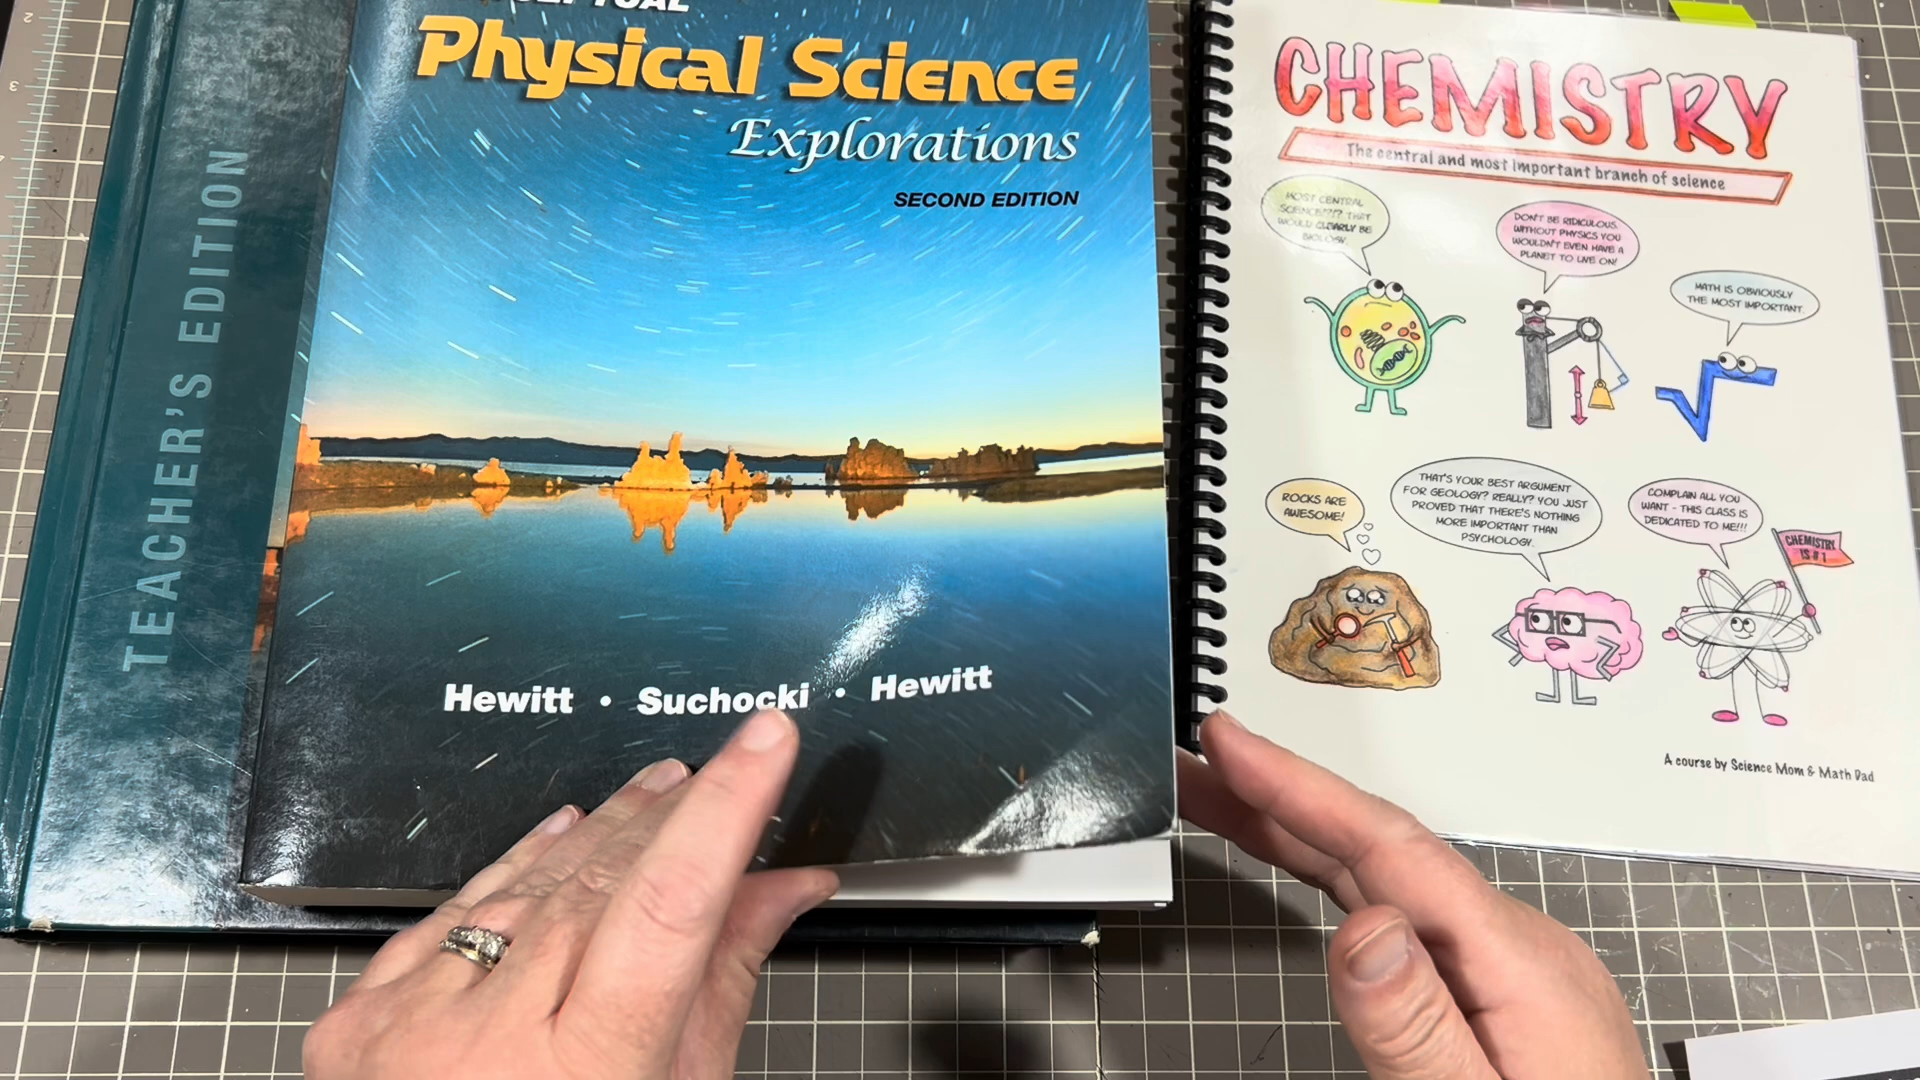 TEACHER'S EDITION
Physical Science
Explorations
SECOND EDITION
Hewitt • Suchocki • Hewitt
CHEMISTRY
The central and most important branch of science
MOST CENTRAL
SCIENCE???? THAT
WOULD CLEARLY BE
BIOLOGY.
DON'T BE RIDICULOUS.
WITHOUT PHYSICS YOU
WOULDN'T EVEN HAVE A
PLANET TO LIVE ON!
MATH IS OBVIOUSLY
THE MOST IMPORTANT.
ROCKS ARE
AWESOME!
THAT'S YOUR BEST ARGUMENT
FOR GEOLOGY? REALLY? YOU JUST
PROVED THAT THERE'S NOTHING
MORE IMPORTANT THAN
PSYCHOLOGY.
COMPLAIN ALL YOU
WANT - THIS CLASS IS
DEDICATED TO ME!!!
CHEMISTRY
IS #1
A course by Science Mom & Math Dad
2
3